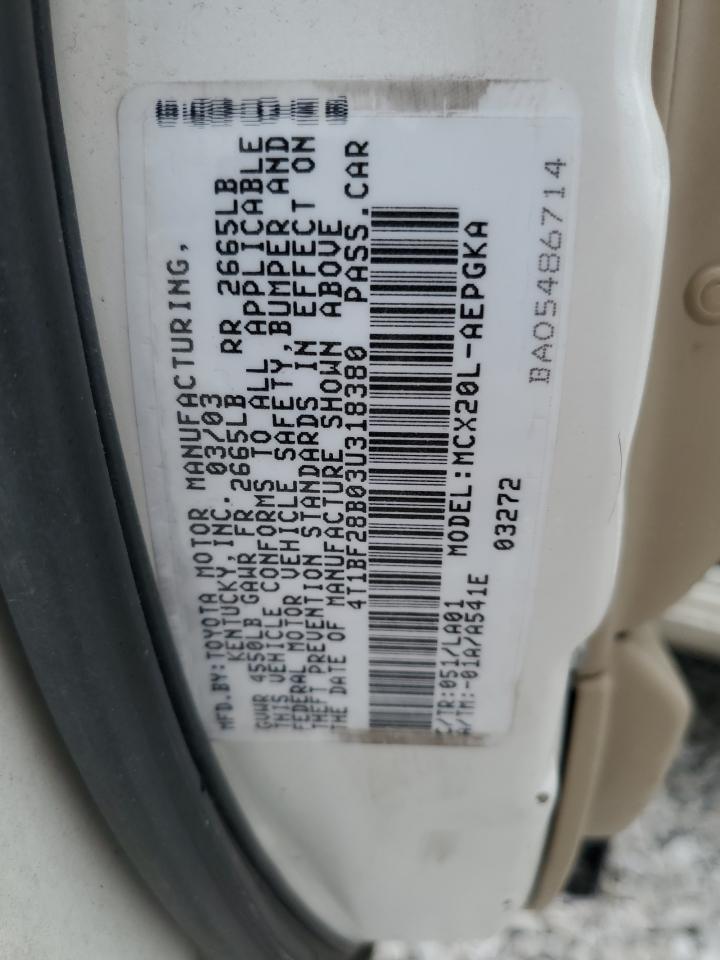 MFD.BY:TOYOTA MOTOR MANUFACTURING,
KENTUCKY,INC. 03/03
GVWR 4550LB GAWR FR 2665LB RR 2665LB
THIS VEHICLE CONFORMS TO ALL APPLICABLE
FEDERAL MOTOR VEHICLE SAFETY,BUMPER AND
THEFT PREVENTION STANDARDS IN EFFECT ON
THE DATE OF MANUFACTURE SHOWN ABOVE
4T1BF28B03U318380 PASS.CAR
MODEL:MCX20L-AEPGKA
C/TR:051/LA01
A/TM:-01A/A541E 03272
BA05486714